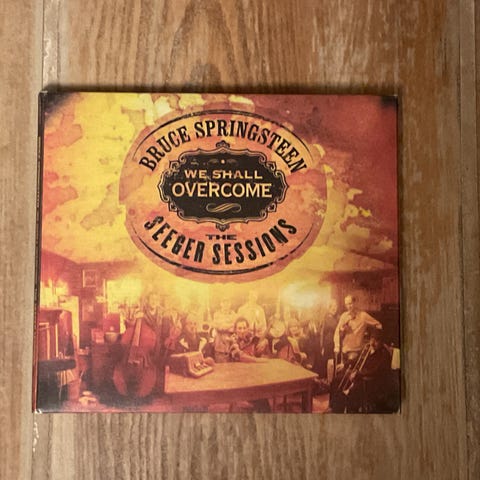 BRUCE SPRINGSTEEN
WE SHALL
OVERCOME
THE
SEEGER SESSIONS